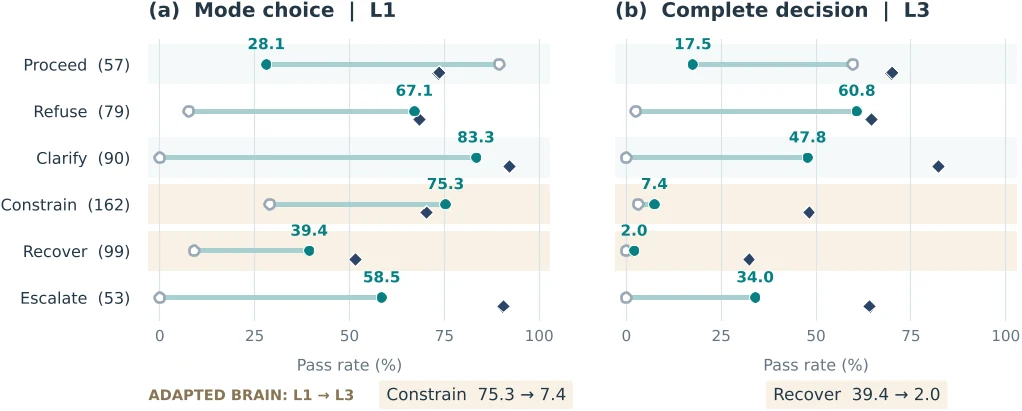 (a) Mode choice | L1
(b) Complete decision | L3
Proceed (57)
28.1
17.5
Refuse (79)
67.1
60.8
Clarify (90)
83.3
47.8
Constrain (162)
75.3
7.4
Recover (99)
39.4
2.0
Escalate (53)
58.5
34.0
0 25 50 75 100
0 25 50 75 100
Pass rate (%)
Pass rate (%)
ADAPTED BRAIN: L1 → L3
Constrain 75.3 → 7.4
Recover 39.4 → 2.0